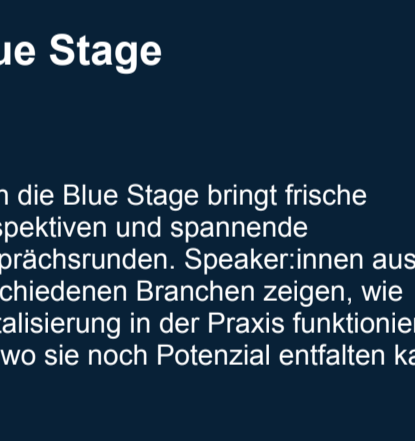 ue Stage
n die Blue Stage bringt frische
spektiven und spannende
prächsrunden. Speaker:innen aus
chiedenen Branchen zeigen, wie
talisierung in der Praxis funktionier
wo sie noch Potenzial entfalten ka